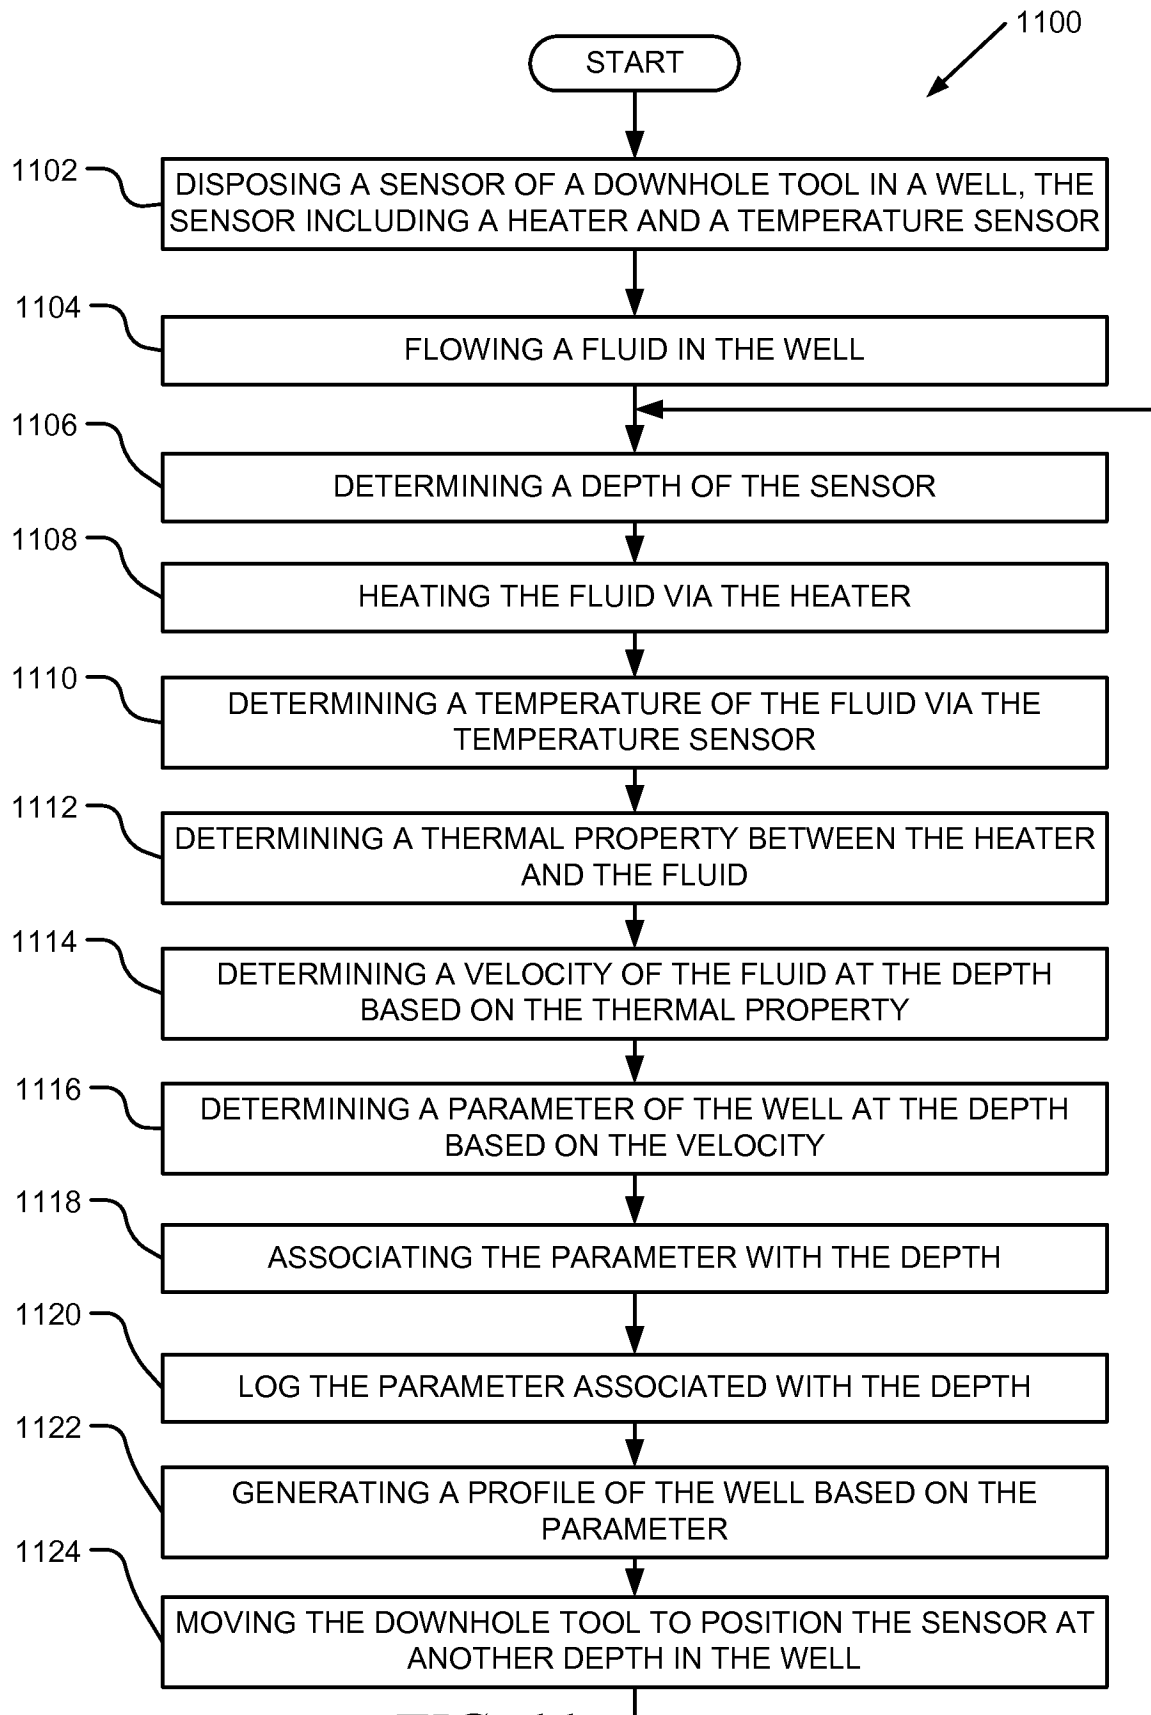 1100
START
1102
DISPOSING A SENSOR OF A DOWNHOLE TOOL IN A WELL, THE
SENSOR INCLUDING A HEATER AND A TEMPERATURE SENSOR
1104
FLOWING A FLUID IN THE WELL
1106
DETERMINING A DEPTH OF THE SENSOR
1108
HEATING THE FLUID VIA THE HEATER
1110
DETERMINING A TEMPERATURE OF THE FLUID VIA THE
TEMPERATURE SENSOR
1112
DETERMINING A THERMAL PROPERTY BETWEEN THE HEATER
AND THE FLUID
1114
DETERMINING A VELOCITY OF THE FLUID AT THE DEPTH
BASED ON THE THERMAL PROPERTY
1116
DETERMINING A PARAMETER OF THE WELL AT THE DEPTH
BASED ON THE VELOCITY
1118
ASSOCIATING THE PARAMETER WITH THE DEPTH
1120
LOG THE PARAMETER ASSOCIATED WITH THE DEPTH
1122
GENERATING A PROFILE OF THE WELL BASED ON THE
PARAMETER
1124
MOVING THE DOWNHOLE TOOL TO POSITION THE SENSOR AT
ANOTHER DEPTH IN THE WELL